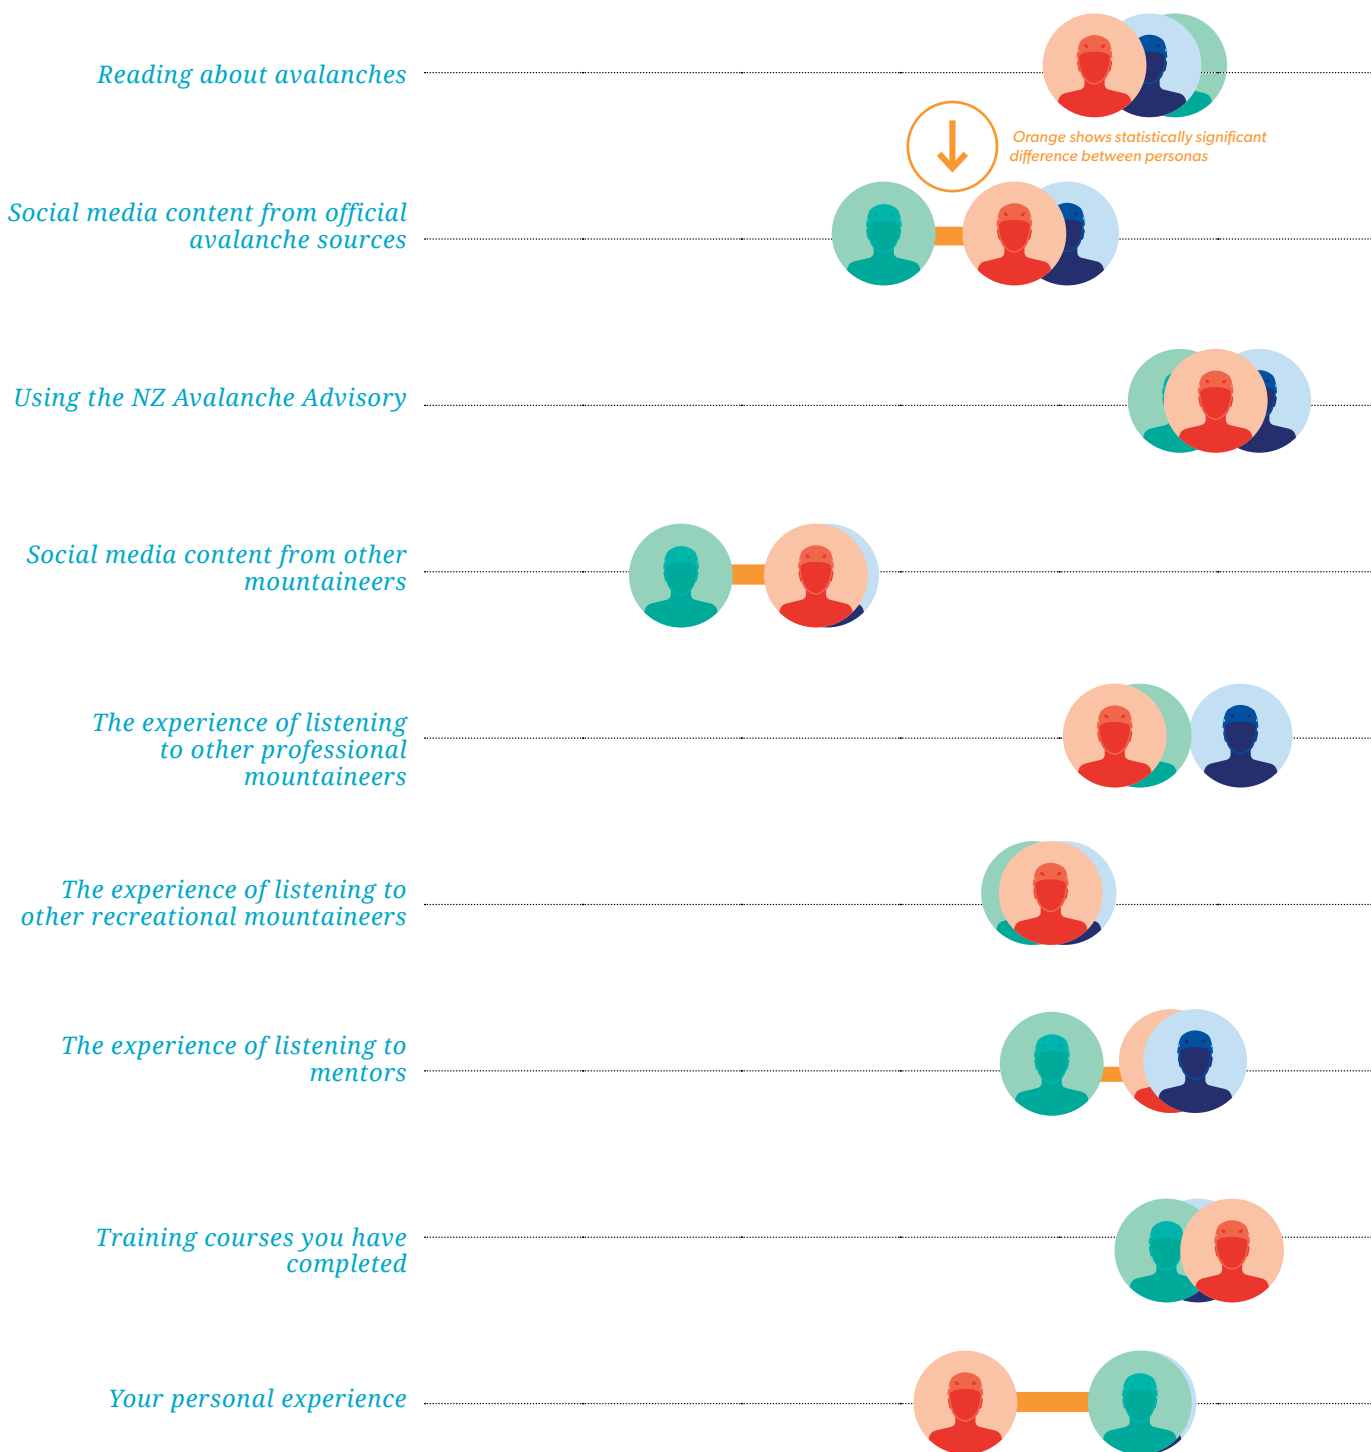 Reading about avalanches
Orange shows statistically significant
difference between personas
Social media content from official
avalanche sources
Using the NZ Avalanche Advisory
Social media content from other
mountaineers
The experience of listening
to other professional
mountaineers
The experience of listening to
other recreational mountaineers
The experience of listening to
mentors
Training courses you have
completed
Your personal experience